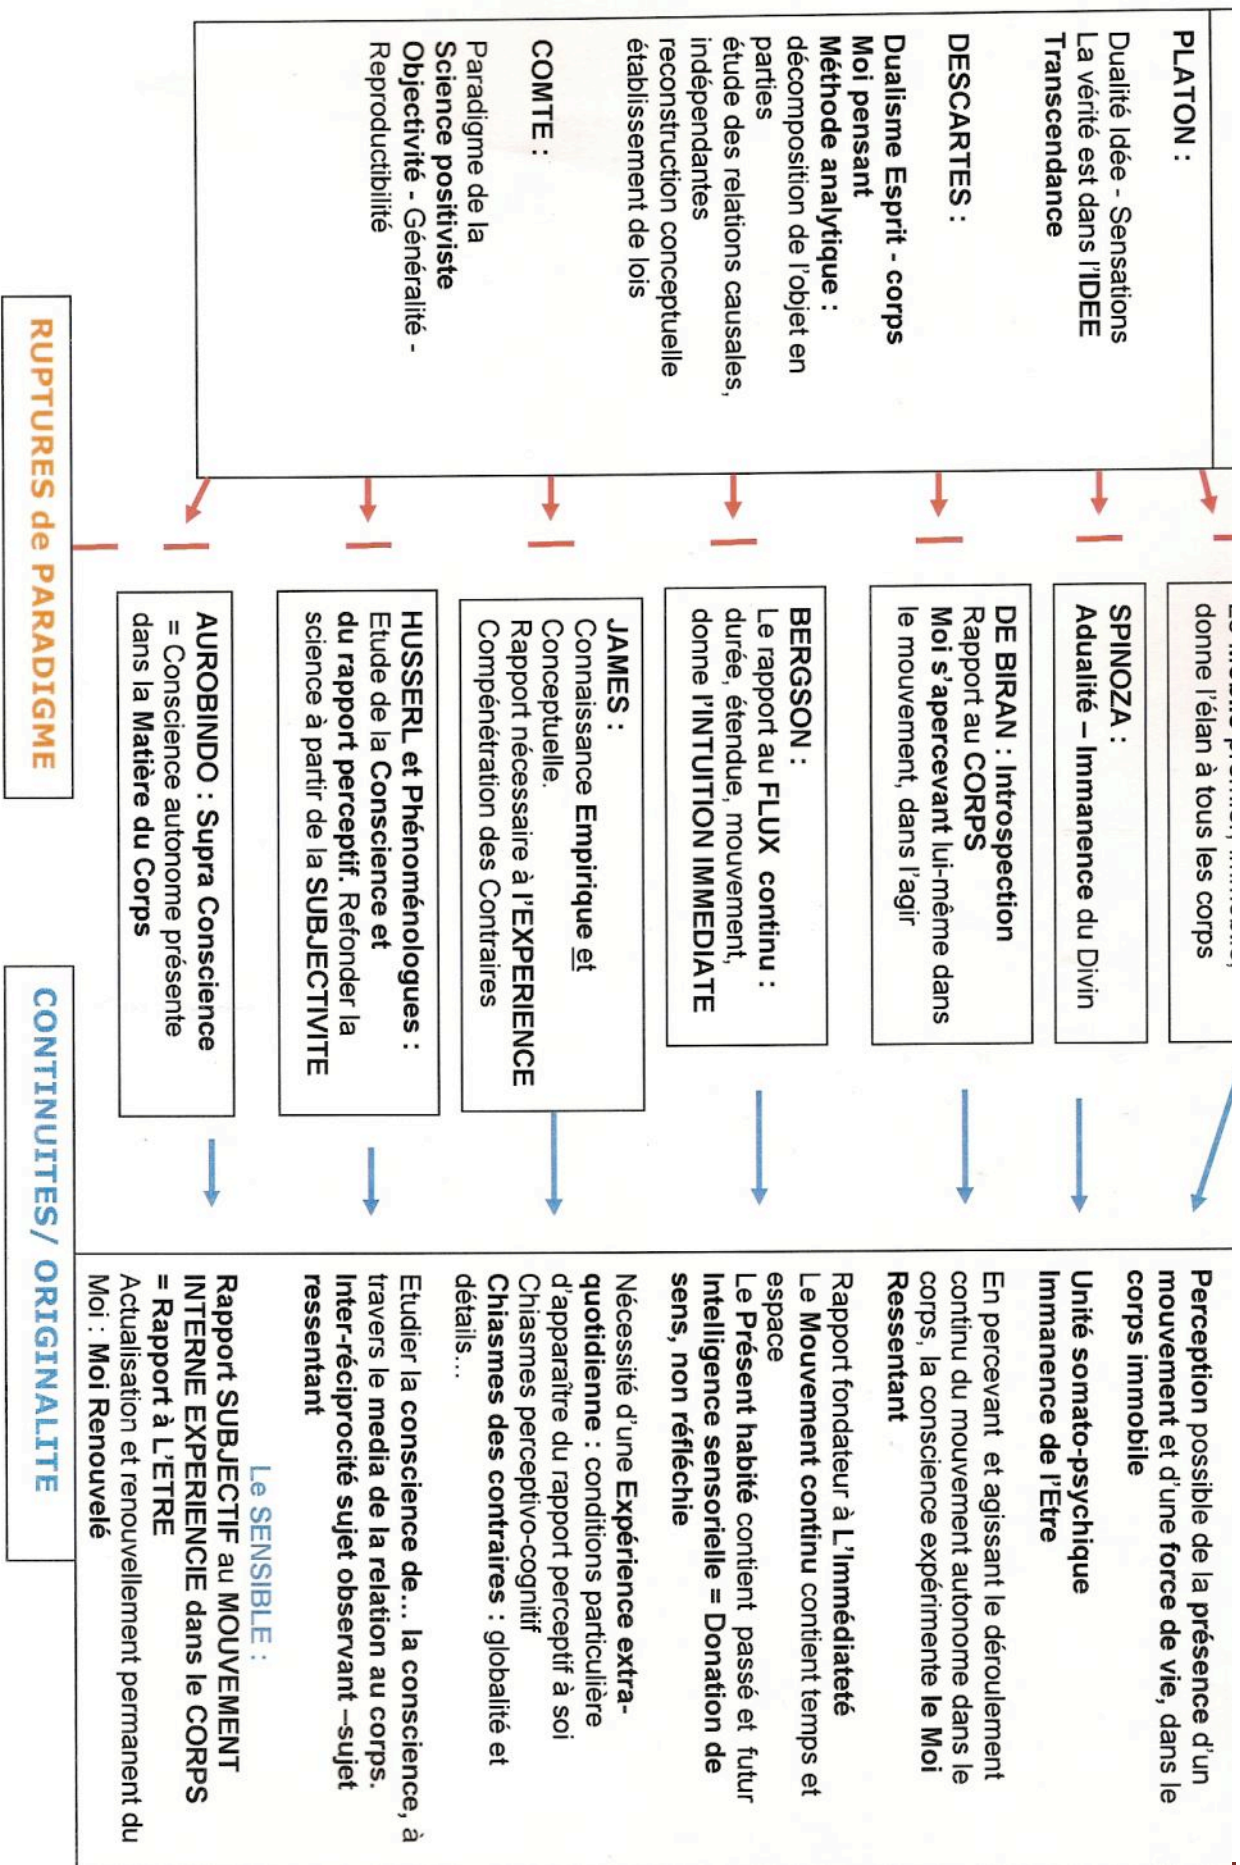 PLATON :
Dualité Idée - Sensations
La vérité est dans l'IDEE
Transcendance
DESCARTES :
Dualisme Esprit - corps
Moi pensant
Méthode analytique :
décomposition de l'objet en
parties
étude des relations causales,
indépendantes
reconstruction conceptuelle
établissement de lois
COMTE :
Paradigme de la
Science positiviste
Objectivité - Généralité -
Reproductibilité
donne l'élan à tous les corps
SPINOZA :
Adualité – Immanence du Divin
DE BIRAN : Introspection
Rapport au CORPS
Moi s'apercevant lui-même dans
le mouvement, dans l'agir
BERGSON :
Le rapport au FLUX continu :
durée, étendue, mouvement,
donne l'INTUITION IMMEDIATE
JAMES :
Connaissance Empirique et
Conceptuelle.
Rapport nécessaire à l'EXPERIENCE
Compénétration des Contraires
HUSSERL et Phénoménologues :
Etude de la Conscience et
du rapport perceptif. Refonder la
science à partir de la SUBJECTIVITE
AUROBINDO : Supra Conscience
= Conscience autonome présente
dans la Matière du Corps
Perception possible de la présence d'un
mouvement et d'une force de vie, dans le
corps immobile
Unité somato-psychique
Immanence de l'Etre
En percevant et agissant le déroulement
continu du mouvement autonome dans le
corps, la conscience expérimente le Moi
Ressentant
Rapport fondateur à L'Immédiateté
Le Mouvement continu contient temps et
espace
Le Présent habité contient passé et futur
Intelligence sensorielle = Donation de
sens, non réfléchie
Nécessité d'une Expérience extra-
quotidienne : conditions particulière
d'apparaître du rapport perceptif à soi
Chiasmes perceptivo-cognitif
Chiasmes des contraires : globalité et
détails...
Etudier la conscience de... la conscience, à
travers le media de la relation au corps.
Inter-réciprocité sujet observant –sujet
ressentant
Le SENSIBLE :
Rapport SUBJECTIF au MOUVEMENT
INTERNE EXPERIENCIE dans le CORPS
= Rapport à L'ETRE
Actualisation et renouvellement permanent du
Moi : Moi Renouvelé
RUPTURES de PARADIGME
CONTINUITES/ ORIGINALITE